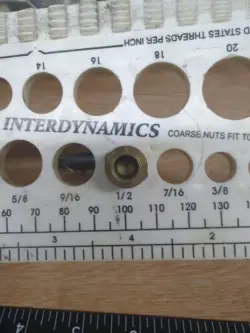 D STATES THREADS PER INCH
14 16 18 20
INTERDYNAMICS COARSE NUTS FIT TO
5/8 9/16 1/2 7/16 3/8
60 70 80 90 100 110 120 130
3 4